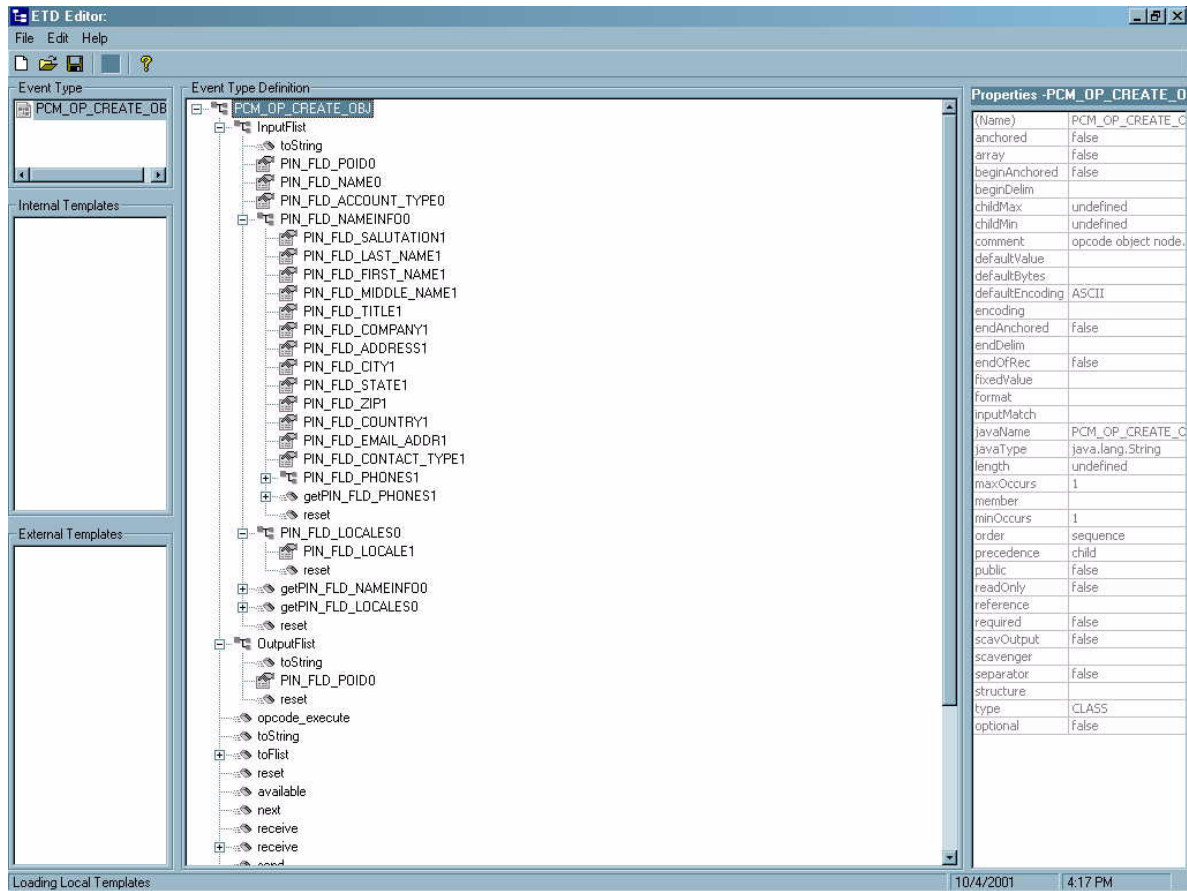 ETD Editor:
File Edit Help
Event Type
PCM_OP_CREATE_OB
Internal Templates
External Templates
Event Type Definition
PCM_OP_CREATE_OBJ
InputFlist
toString
PIN_FLD_POID0
PIN_FLD_NAME0
PIN_FLD_ACCOUNT_TYPE0
PIN_FLD_NAMEINFO0
PIN_FLD_SALUTATION1
PIN_FLD_LAST_NAME1
PIN_FLD_FIRST_NAME1
PIN_FLD_MIDDLE_NAME1
PIN_FLD_TITLE1
PIN_FLD_COMPANY1
PIN_FLD_ADDRESS1
PIN_FLD_CITY1
PIN_FLD_STATE1
PIN_FLD_ZIP1
PIN_FLD_COUNTRY1
PIN_FLD_EMAIL_ADDR1
PIN_FLD_CONTACT_TYPE1
PIN_FLD_PHONES1
getPIN_FLD_PHONES1
reset
PIN_FLD_LOCALES0
PIN_FLD_LOCALE1
reset
getPIN_FLD_NAMEINFO0
getPIN_FLD_LOCALES0
reset
OutputFlist
toString
PIN_FLD_POID0
reset
opcode_execute
toString
toFlist
reset
available
next
receive
receive
send
Properties -PCM_OP_CREATE_O
(Name) PCM_OP_CREATE_O
anchored false
array false
beginAnchored false
beginDelim
childMax undefined
childMin undefined
comment opcode object node.
defaultValue
defaultBytes
defaultEncoding ASCII
encoding
endAnchored false
endDelim
endOfRec false
fixedValue
format
inputMatch
javaName PCM_OP_CREATE_O
javaType java.lang.String
length undefined
maxOccurs 1
member
minOccurs 1
order sequence
precedence child
public false
readOnly false
reference
required false
scavOutput false
scavenger
separator false
structure
type CLASS
optional false
Loading Local Templates
10/4/2001 4:17 PM